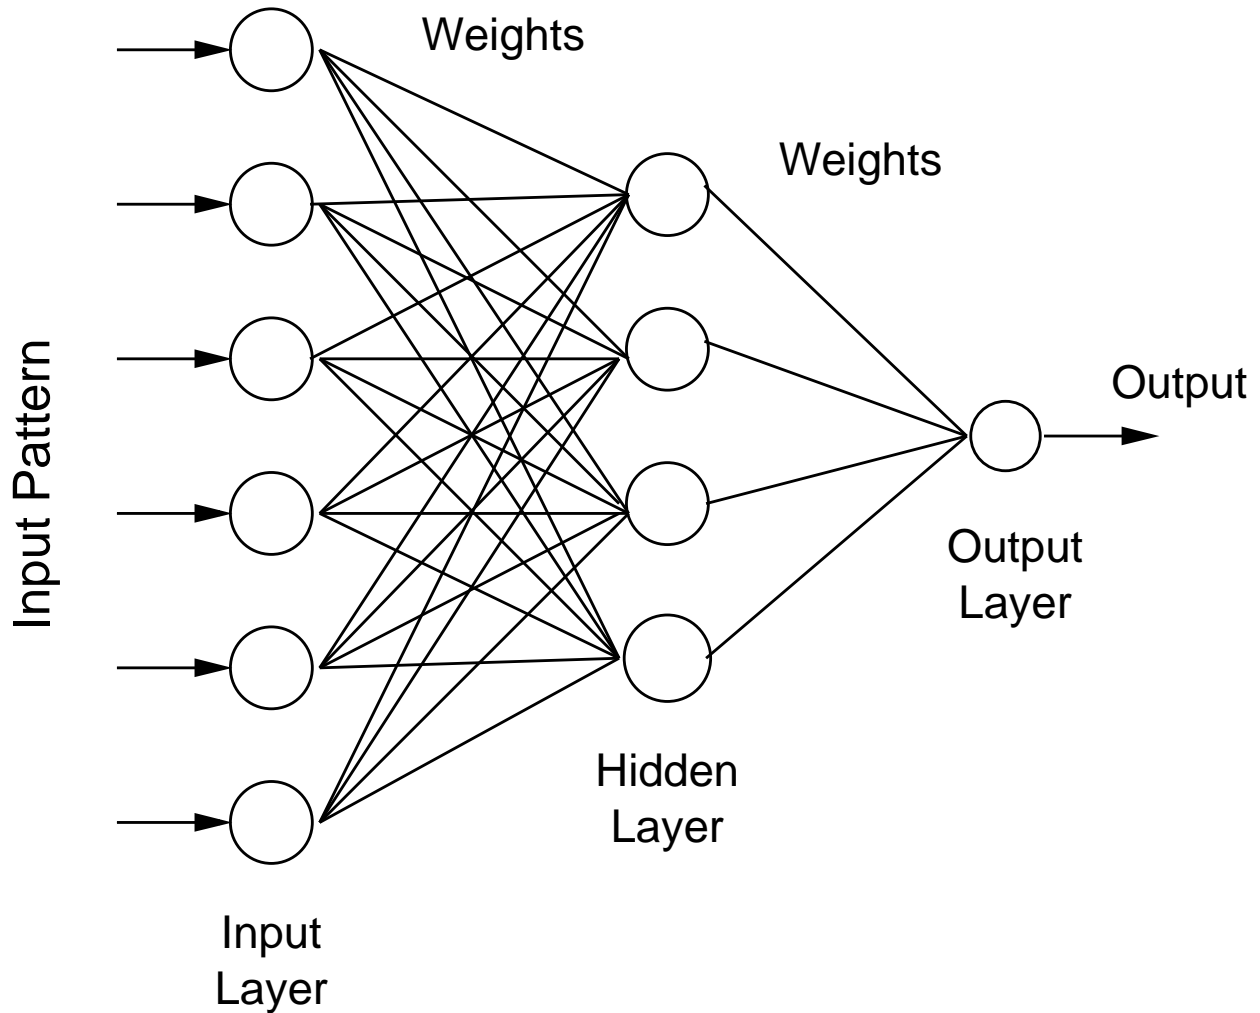 Weights
Weights
Input Pattern
Output
Output
Layer
Hidden
Layer
Input
Layer